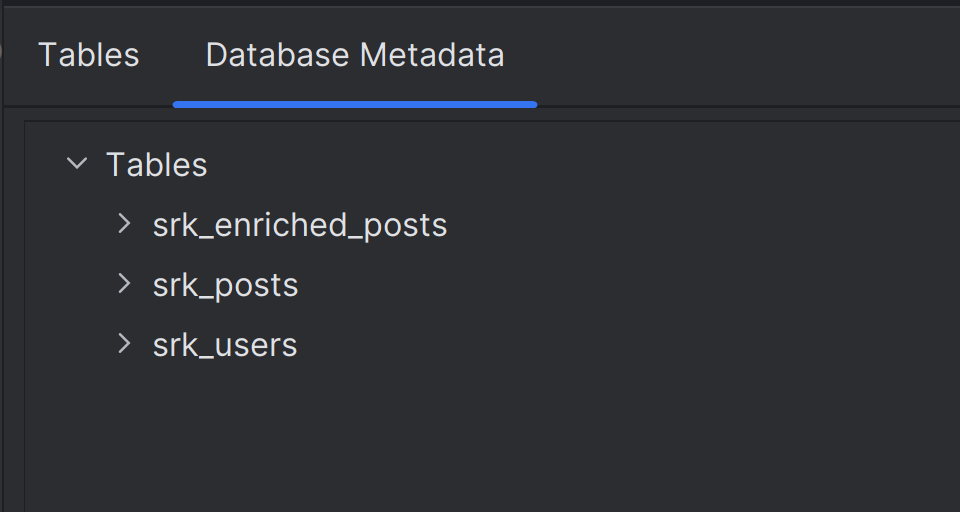 Tables Database Metadata
Tables
srk_enriched_posts
srk_posts
srk_users